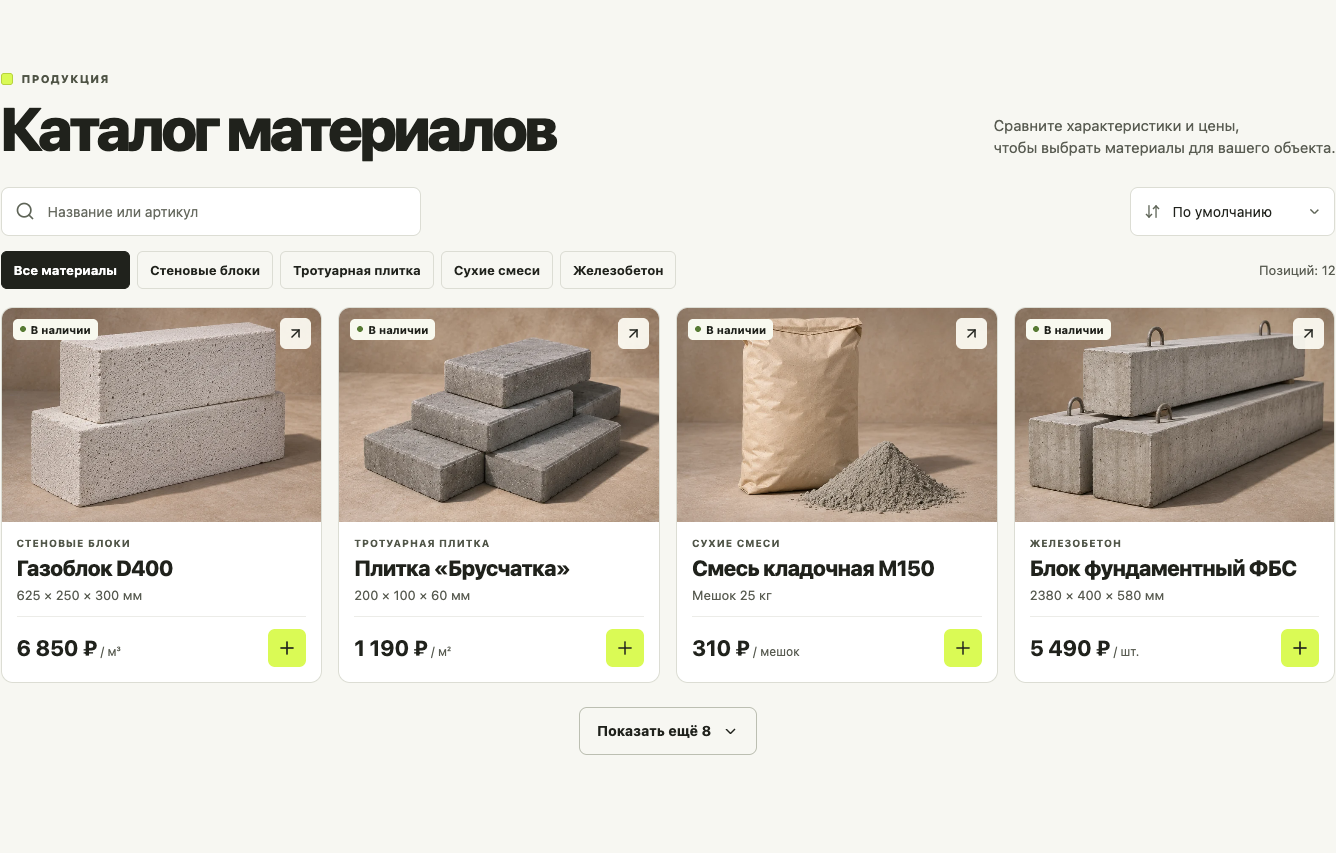 ПРОДУКЦИЯ
Каталог материалов
Сравните характеристики и цены,
чтобы выбрать материалы для вашего объекта.
Название или артикул
По умолчанию
Все материалы
Стеновые блоки
Тротуарная плитка
Сухие смеси
Железобетон
Позиций: 12
В наличии
В наличии
В наличии
В наличии
СТЕНОВЫЕ БЛОКИ
Газоблок D400
625 × 250 × 300 мм
6 850 ₽ / м³
ТРОТУАРНАЯ ПЛИТКА
Плитка «Брусчатка»
200 × 100 × 60 мм
1 190 ₽ / м²
СУХИЕ СМЕСИ
Смесь кладочная М150
Мешок 25 кг
310 ₽ / мешок
ЖЕЛЕЗОБЕТОН
Блок фундаментный ФБС
2380 × 400 × 580 мм
5 490 ₽ / шт.
Показать ещё 8